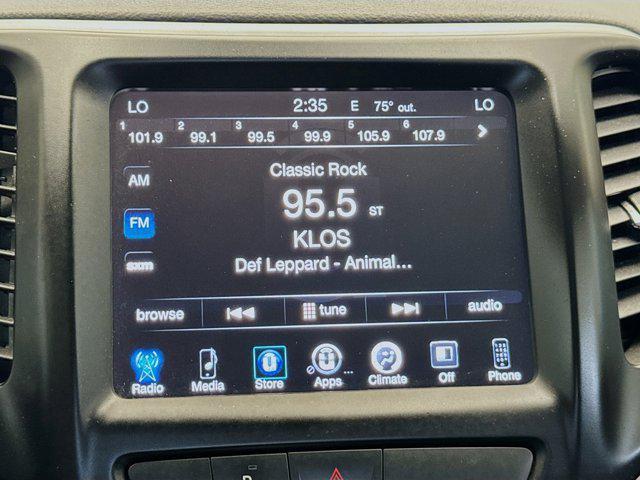 LO 2:35 E 75° out. LO
1 101.9 2 99.1 3 99.5 4 99.9 5 105.9 6 107.9
Classic Rock
AM
95.5 ST
FM
KLOS
sxm
Def Leppard - Animal...
browse tune audio
Radio Media Store Apps ... Climate Off Phone
P